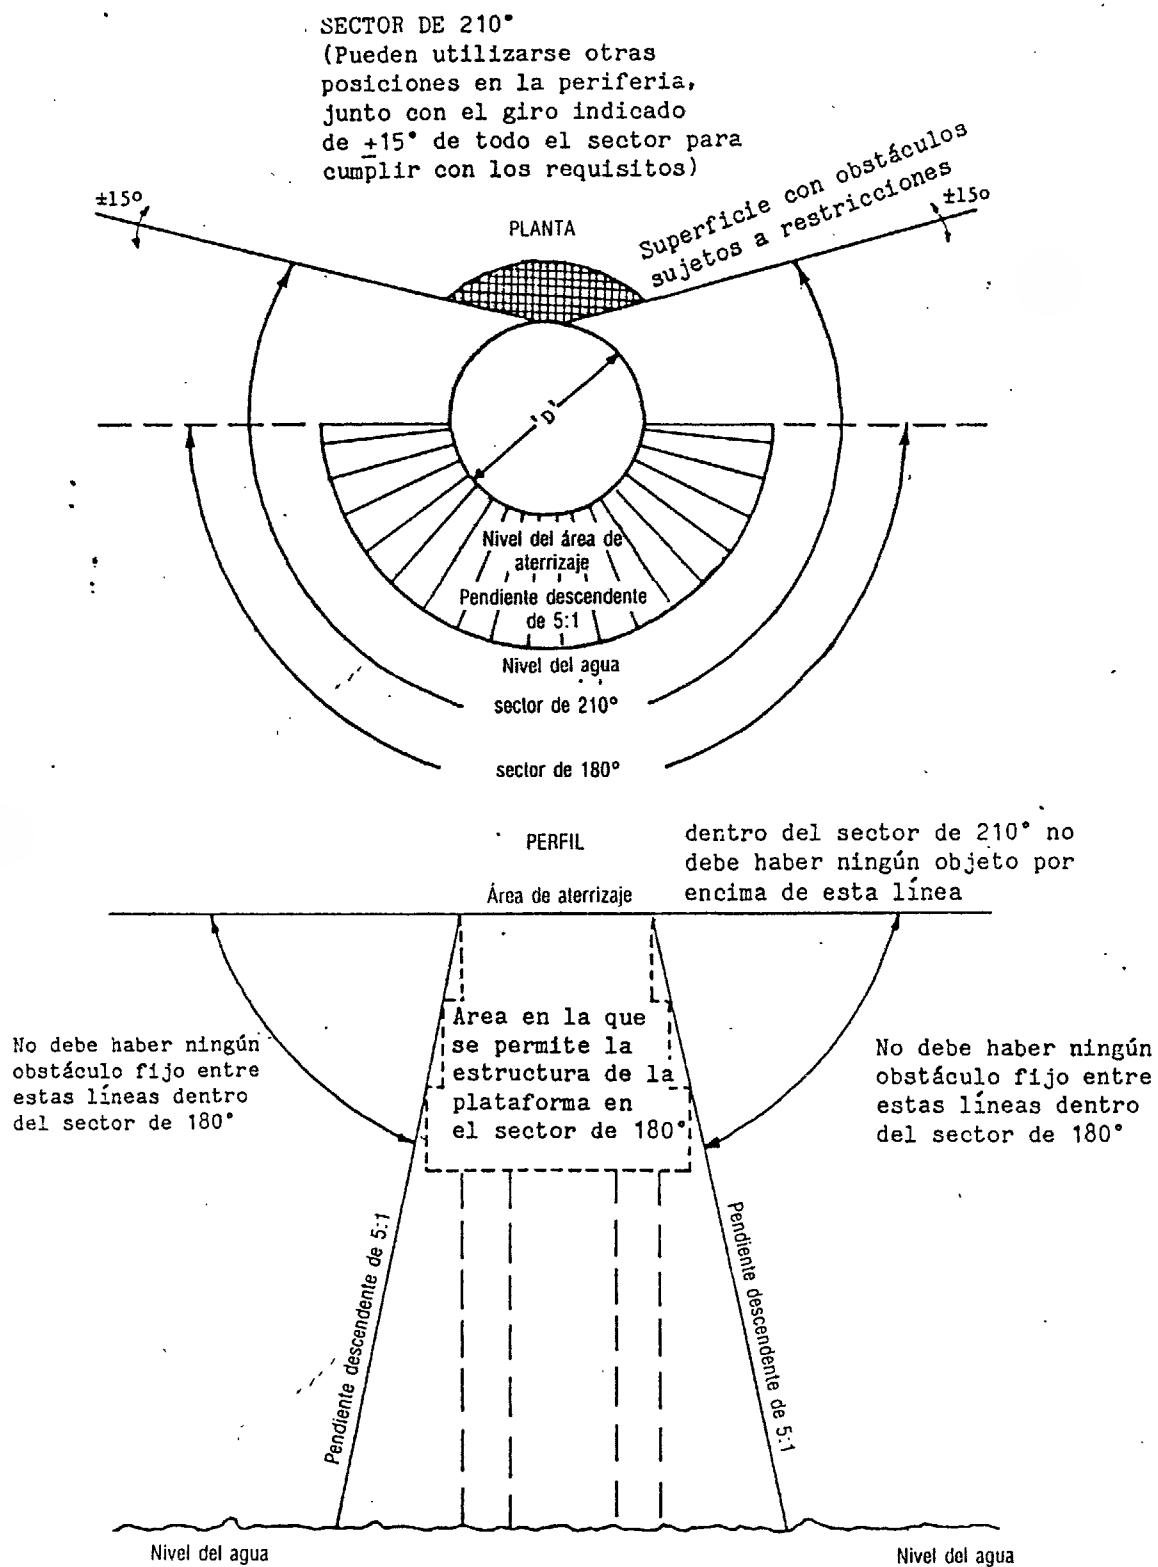 SECTOR DE 210°
(Pueden utilizarse otras
posiciones en la periferia,
junto con el giro indicado
de ±15° de todo el sector para
cumplir con los requisitos)
±15o
PLANTA
Superficie con obstáculos
sujetos a restricciones
±15o
'D'
Nivel del área de
aterrizaje
Pendiente descendente
de 5:1
Nivel del agua
sector de 210°
sector de 180°
PERFIL
dentro del sector de 210° no
debe haber ningún objeto por
encima de esta línea
Área de aterrizaje
No debe haber ningún
obstáculo fijo entre
estas líneas dentro
del sector de 180°
Area en la que
se permite la
estructura de la
plataforma en
el sector de 180°
No debe haber ningún
obstáculo fijo entre
estas líneas dentro
del sector de 180°
Pendiente descendente de 5:1
Pendiente descendente de 5:1
Nivel del agua
Nivel del agua